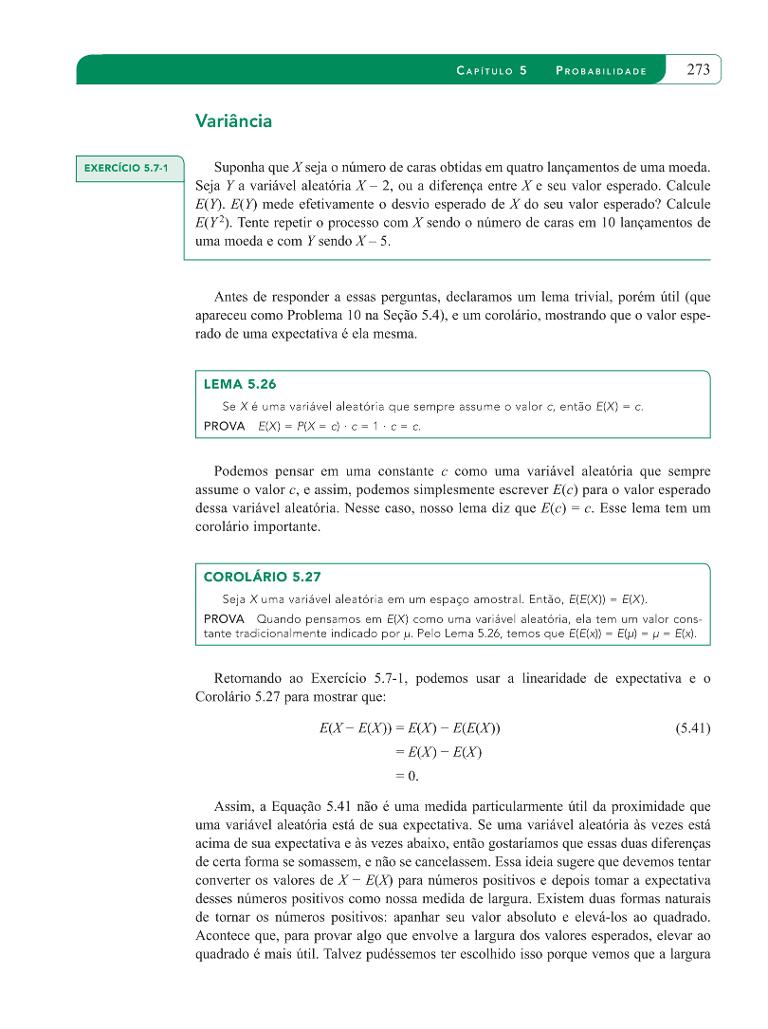 CAPÍTULO 5 PROBABILIDADE 273
Variância
EXERCÍCIO 5.7-1
Suponha que X seja o número de caras obtidas em quatro lançamentos de uma moeda.
Seja Y a variável aleatória X – 2, ou a diferença entre X e seu valor esperado. Calcule
E(Y). E(Y) mede efetivamente o desvio esperado de X do seu valor esperado? Calcule
E(Y²). Tente repetir o processo com X sendo o número de caras em 10 lançamentos de
uma moeda e com Y sendo X – 5.
Antes de responder a essas perguntas, declaramos um lema trivial, porém útil (que
apareceu como Problema 10 na Seção 5.4), e um corolário, mostrando que o valor espe-
rado de uma expectativa é ela mesma.
LEMA 5.26
Se X é uma variável aleatória que sempre assume o valor c, então E(X) = c.
PROVA E(X) = P(X = c) · c = 1 · c = c.
Podemos pensar em uma constante c como uma variável aleatória que sempre
assume o valor c, e assim, podemos simplesmente escrever E(c) para o valor esperado
dessa variável aleatória. Nesse caso, nosso lema diz que E(c) = c. Esse lema tem um
corolário importante.
COROLÁRIO 5.27
Seja X uma variável aleatória em um espaço amostral. Então, E(E(X)) = E(X).
PROVA Quando pensamos em E(X) como uma variável aleatória, ela tem um valor cons-
tante tradicionalmente indicado por μ. Pelo Lema 5.26, temos que E(E(x)) = E(μ) = μ = E(x).
Retornando ao Exercício 5.7-1, podemos usar a linearidade de expectativa e o
Corolário 5.27 para mostrar que:
E(X − E(X)) = E(X) − E(E(X)) (5.41)
= E(X) − E(X)
= 0.
Assim, a Equação 5.41 não é uma medida particularmente útil da proximidade que
uma variável aleatória está de sua expectativa. Se uma variável aleatória às vezes está
acima de sua expectativa e às vezes abaixo, então gostaríamos que essas duas diferenças
de certa forma se somassem, e não se cancelassem. Essa ideia sugere que devemos tentar
converter os valores de X − E(X) para números positivos e depois tomar a expectativa
desses números positivos como nossa medida de largura. Existem duas formas naturais
de tornar os números positivos: apanhar seu valor absoluto e elevá-los ao quadrado.
Acontece que, para provar algo que envolve a largura dos valores esperados, elevar ao
quadrado é mais útil. Talvez pudéssemos ter escolhido isso porque vemos que a largura